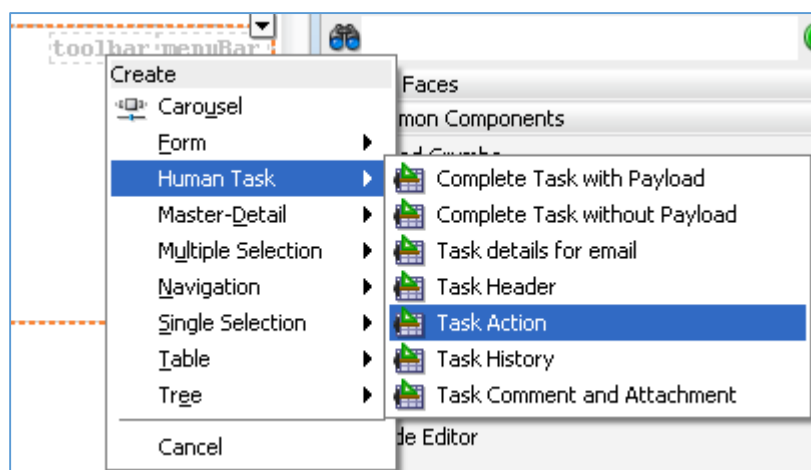 toolbar menuBar
Create
Carousel
Form
Human Task
Master-Detail
Multiple Selection
Navigation
Single Selection
Table
Tree
Cancel
Faces
mon Components
Complete Task with Payload
Complete Task without Payload
Task details for email
Task Header
Task Action
Task History
Task Comment and Attachment
de Editor